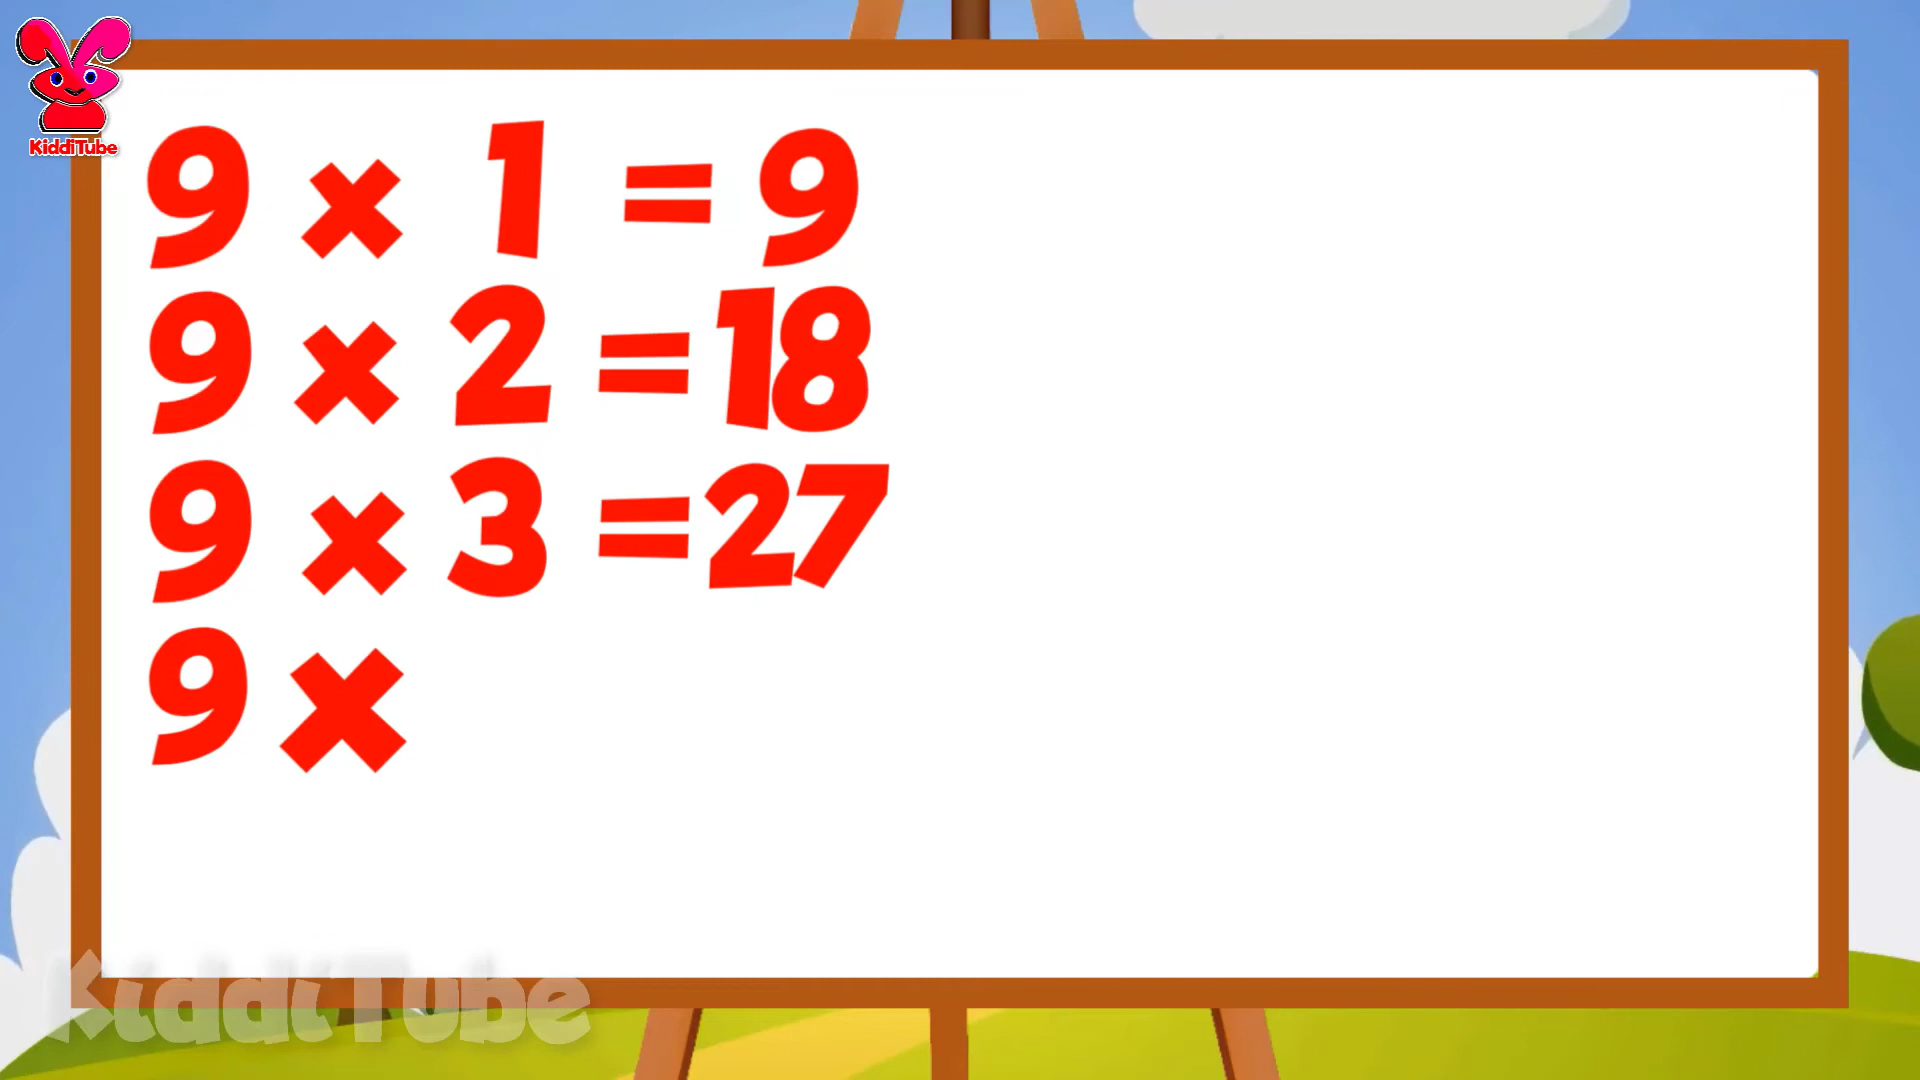 KiddiTube
9 × 1 = 9
9 × 2 = 18
9 × 3 = 27
9 ×
KiddiTube